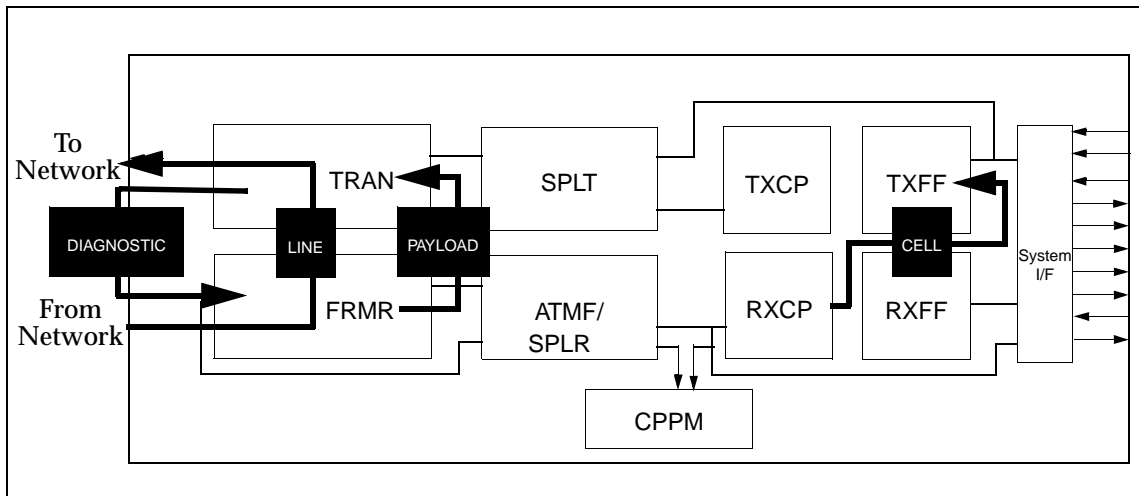 To
Network
TRAN
SPLT
TXCP
TXFF
DIAGNOSTIC
LINE
PAYLOAD
CELL
System
I/F
From
Network
FRMR
ATMF/
SPLR
RXCP
RXFF
CPPM